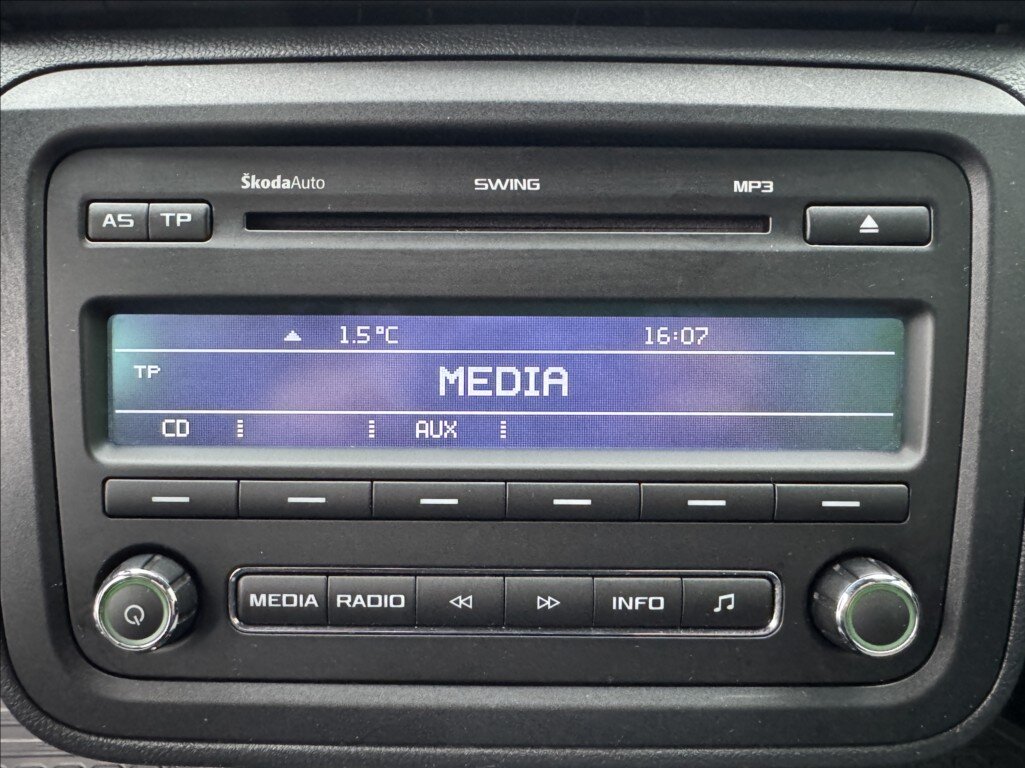 ŠkodaAuto SWING MP3
AS TP
1.5°C 16:07
TP MEDIA
CD AUX
MEDIA RADIO INFO